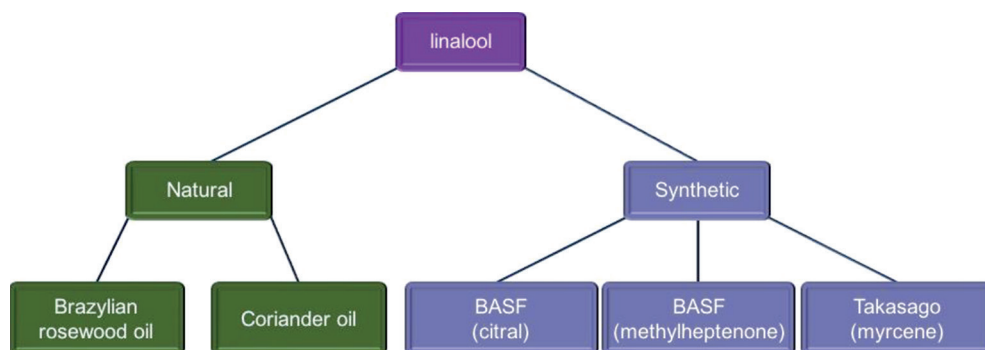 linalool
Natural
Synthetic
Brazylian
rosewood oil
Coriander oil
BASF
(citral)
BASF
(methylheptenone)
Takasago
(myrcene)